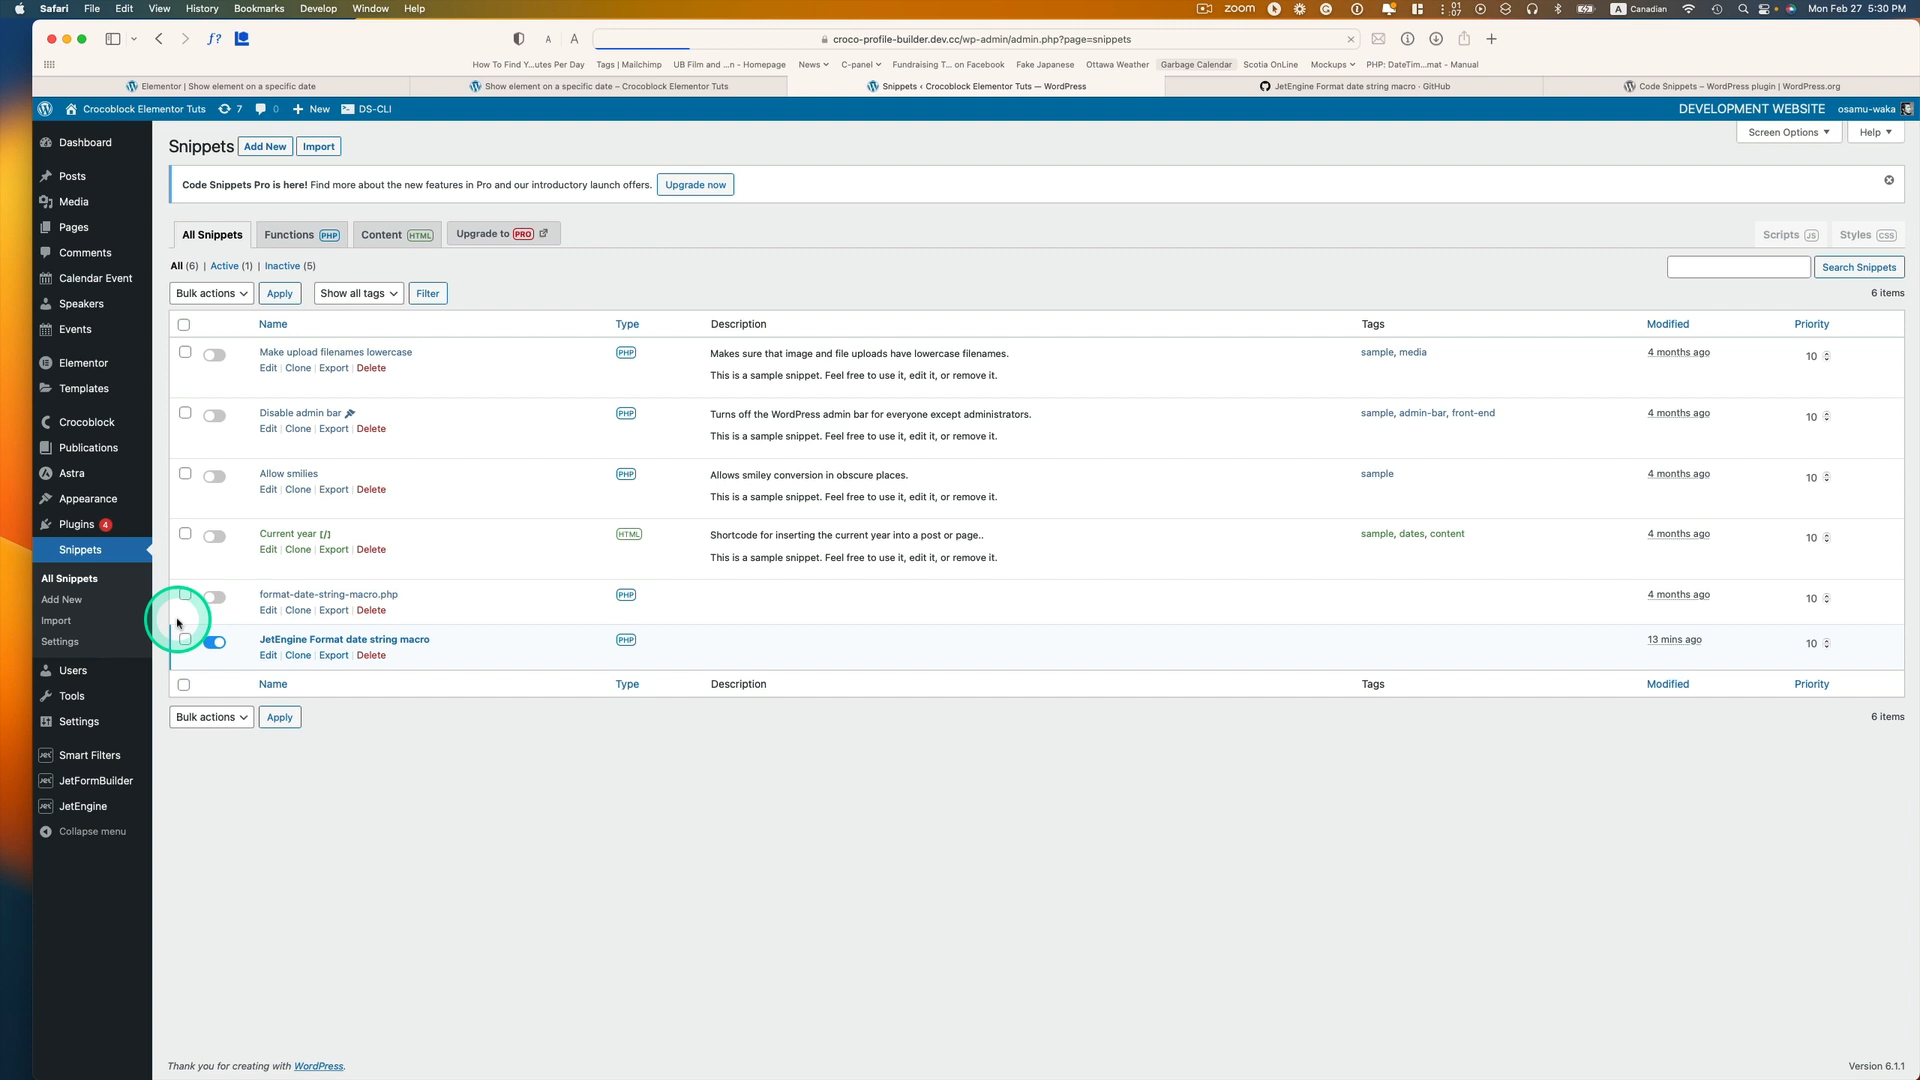 Safari File Edit View History Bookmarks Develop Window Help
zoom
01
07
A Canadian
Mon Feb 27 5:30 PM
f?
A A
croco-profile-builder.dev.cc/wp-admin/admin.php?page=snippets
How To Find Y...utes Per Day Tags | Mailchimp UB Film and ...n - Homepage News C-panel Fundraising T... on Facebook Fake Japanese Ottawa Weather Garbage Calendar Scotia OnLine Mockups PHP: DateTim...mat - Manual
Elementor | Show element on a specific date
Show element on a specific date – Crocoblock Elementor Tuts
Snippets ‹ Crocoblock Elementor Tuts — WordPress
JetEngine Format date string macro · GitHub
Code Snippets – WordPress plugin | WordPress.org
Crocoblock Elementor Tuts 7 0 New DS-CLI
DEVELOPMENT WEBSITE osamu-waka
Dashboard
Posts
Media
Pages
Comments
Calendar Event
Speakers
Events
Elementor
Templates
Crocoblock
Publications
Astra
Appearance
Plugins 4
Snippets
All Snippets
Add New
Import
Settings
Users
Tools
Settings
Smart Filters
JetFormBuilder
JetEngine
Collapse menu
Snippets Add New Import
Screen Options Help
Code Snippets Pro is here! Find more about the new features in Pro and our introductory launch offers. Upgrade now
All Snippets Functions PHP Content HTML Upgrade to PRO
Scripts JS Styles CSS
All (6) | Active (1) | Inactive (5)
Search Snippets
Bulk actions Apply Show all tags Filter
6 items
Name Type Description Tags Modified Priority
Make upload filenames lowercase PHP Makes sure that image and file uploads have lowercase filenames. sample, media 4 months ago 10
Edit | Clone | Export | Delete This is a sample snippet. Feel free to use it, edit it, or remove it.
Disable admin bar PHP Turns off the WordPress admin bar for everyone except administrators. sample, admin-bar, front-end 4 months ago 10
Edit | Clone | Export | Delete This is a sample snippet. Feel free to use it, edit it, or remove it.
Allow smilies PHP Allows smiley conversion in obscure places. sample 4 months ago 10
Edit | Clone | Export | Delete This is a sample snippet. Feel free to use it, edit it, or remove it.
Current year [/] HTML Shortcode for inserting the current year into a post or page.. sample, dates, content 4 months ago 10
Edit | Clone | Export | Delete This is a sample snippet. Feel free to use it, edit it, or remove it.
format-date-string-macro.php PHP 4 months ago 10
Edit | Clone | Export | Delete
JetEngine Format date string macro PHP 13 mins ago 10
Edit | Clone | Export | Delete
Name Type Description Tags Modified Priority
Bulk actions Apply
6 items
Thank you for creating with WordPress.
Version 6.1.1